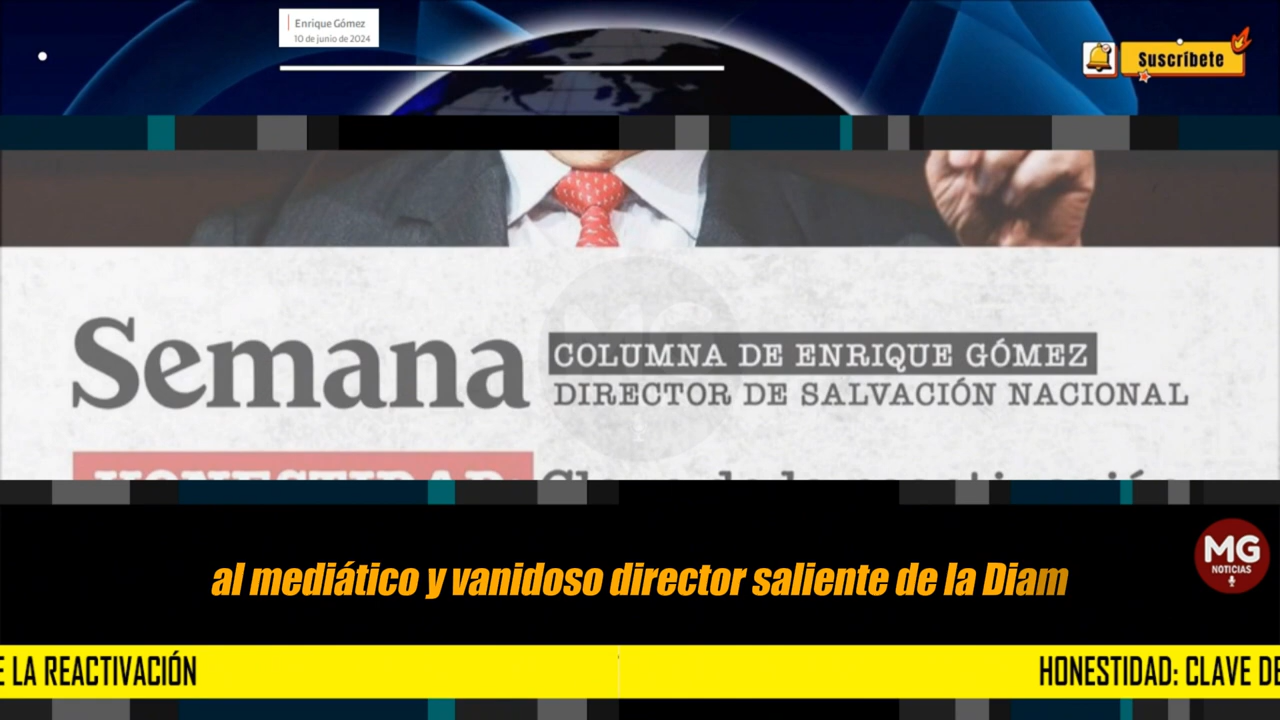 Enrique Gómez
10 de junio de 2024
Suscríbete
Semana
COLUMNA DE ENRIQUE GÓMEZ
DIRECTOR DE SALVACIÓN NACIONAL
MG
NOTICIAS
al mediático y vanidoso director saliente de la Diam
E LA REACTIVACIÓN
HONESTIDAD: CLAVE DE